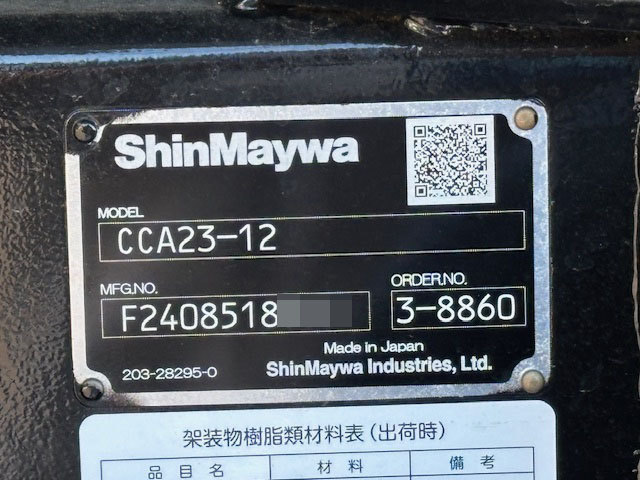 ShinMaywa
MODEL
CCA23-12
MFG.NO.
F2408518
ORDER.NO.
3-8860
Made in Japan
203-28295-0
ShinMaywa Industries, Ltd.
架装物樹脂類材料表(出荷時)
品目名 材料 備考